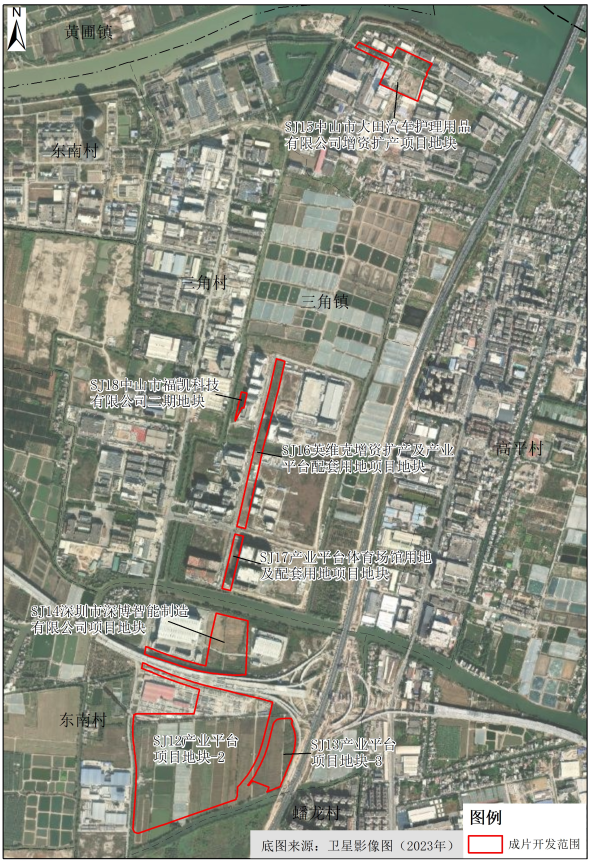 N
黄圃镇
SJ15中山市大田汽车护理用品
有限公司增资扩产项目地块
东南村
三角村
三角镇
SJ18中山市福凯科技
有限公司二期地块
SJ16英维克增资扩产及产业
平台配套用地项目地块
高平村
SJ17产业平台体育场馆用地
及配套用地项目地块
SJ14深圳市深博智能制造
有限公司项目地块
东南村
SJ12产业平台
项目地块-2
SJ13产业平台
项目地块-3
蟠龙村
图例
底图来源：卫星影像图（2023年）
成片开发范围